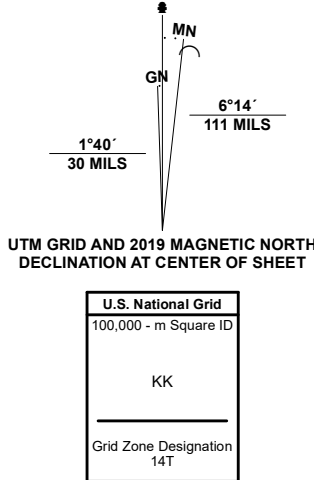 MN
GN
6°14´
111 MILS
1°40´
30 MILS
UTM GRID AND 2019 MAGNETIC NORTH
DECLINATION AT CENTER OF SHEET
U.S. National Grid
100,000 - m Square ID
KK
Grid Zone Designation
14T